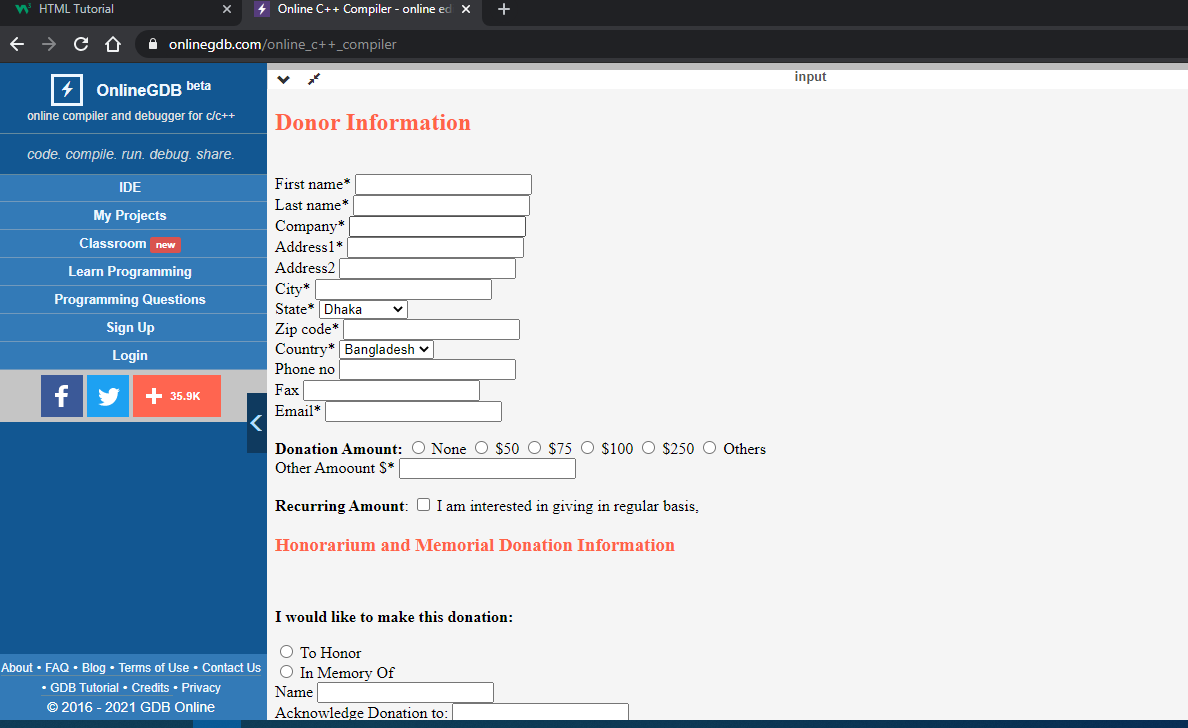 HTML Tutorial
Online C++ Compiler - online ed
onlinegdb.com/online_c++_compiler
OnlineGDB beta
online compiler and debugger for c/c++
code. compile. run. debug. share.
IDE
My Projects
Classroom new
Learn Programming
Programming Questions
Sign Up
Login
35.9K
About • FAQ • Blog • Terms of Use • Contact Us
• GDB Tutorial • Credits • Privacy
© 2016 - 2021 GDB Online
input
Donor Information
First name*
Last name*
Company*
Address1*
Address2
City*
State* Dhaka
Zip code*
Country* Bangladesh
Phone no
Fax
Email*
Donation Amount: None $50 $75 $100 $250 Others
Other Amoount $*
Recurring Amount: I am interested in giving in regular basis,
Honorarium and Memorial Donation Information
I would like to make this donation:
To Honor
In Memory Of
Name
Acknowledge Donation to: